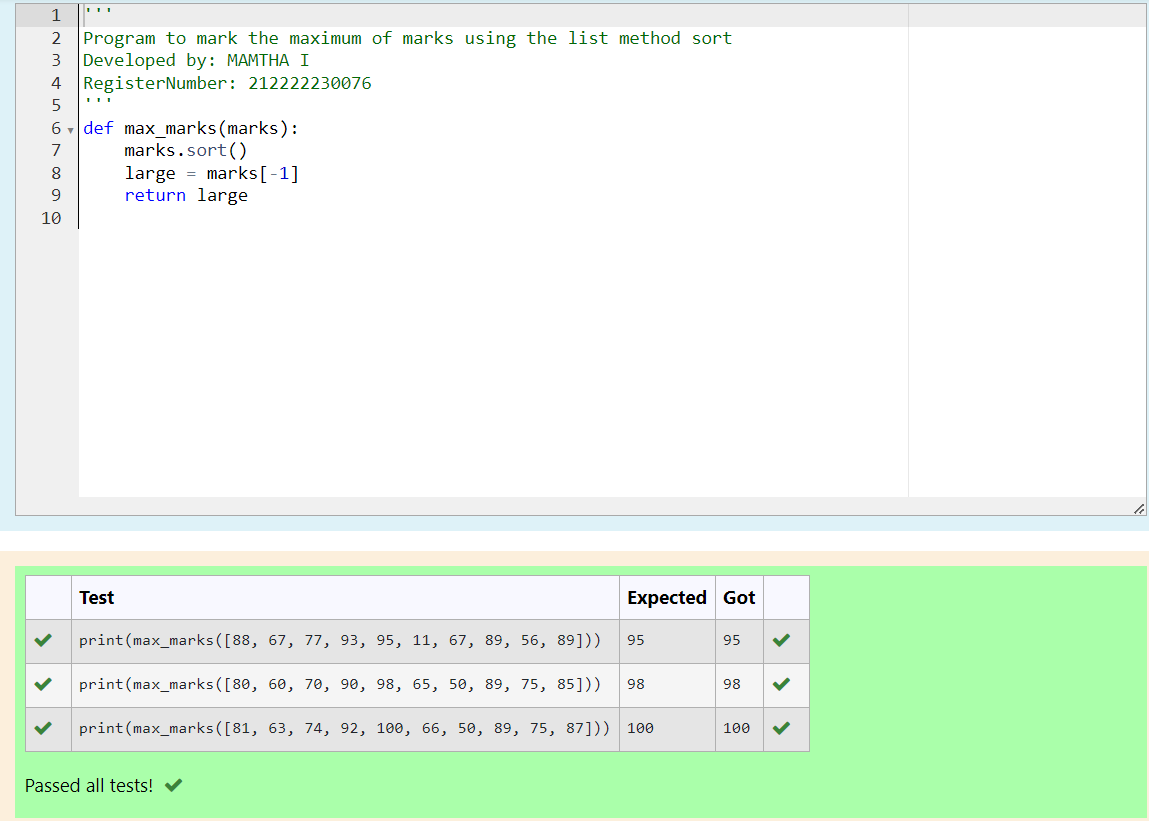 1 '''
2 Program to mark the maximum of marks using the list method sort
3 Developed by: MAMTHA I
4 RegisterNumber: 212222230076
5 '''
6 def max_marks(marks):
7     marks.sort()
8     large = marks[-1]
9     return large
10
Test Expected Got
print(max_marks([88, 67, 77, 93, 95, 11, 67, 89, 56, 89])) 95 95
print(max_marks([80, 60, 70, 90, 98, 65, 50, 89, 75, 85])) 98 98
print(max_marks([81, 63, 74, 92, 100, 66, 50, 89, 75, 87])) 100 100
Passed all tests!